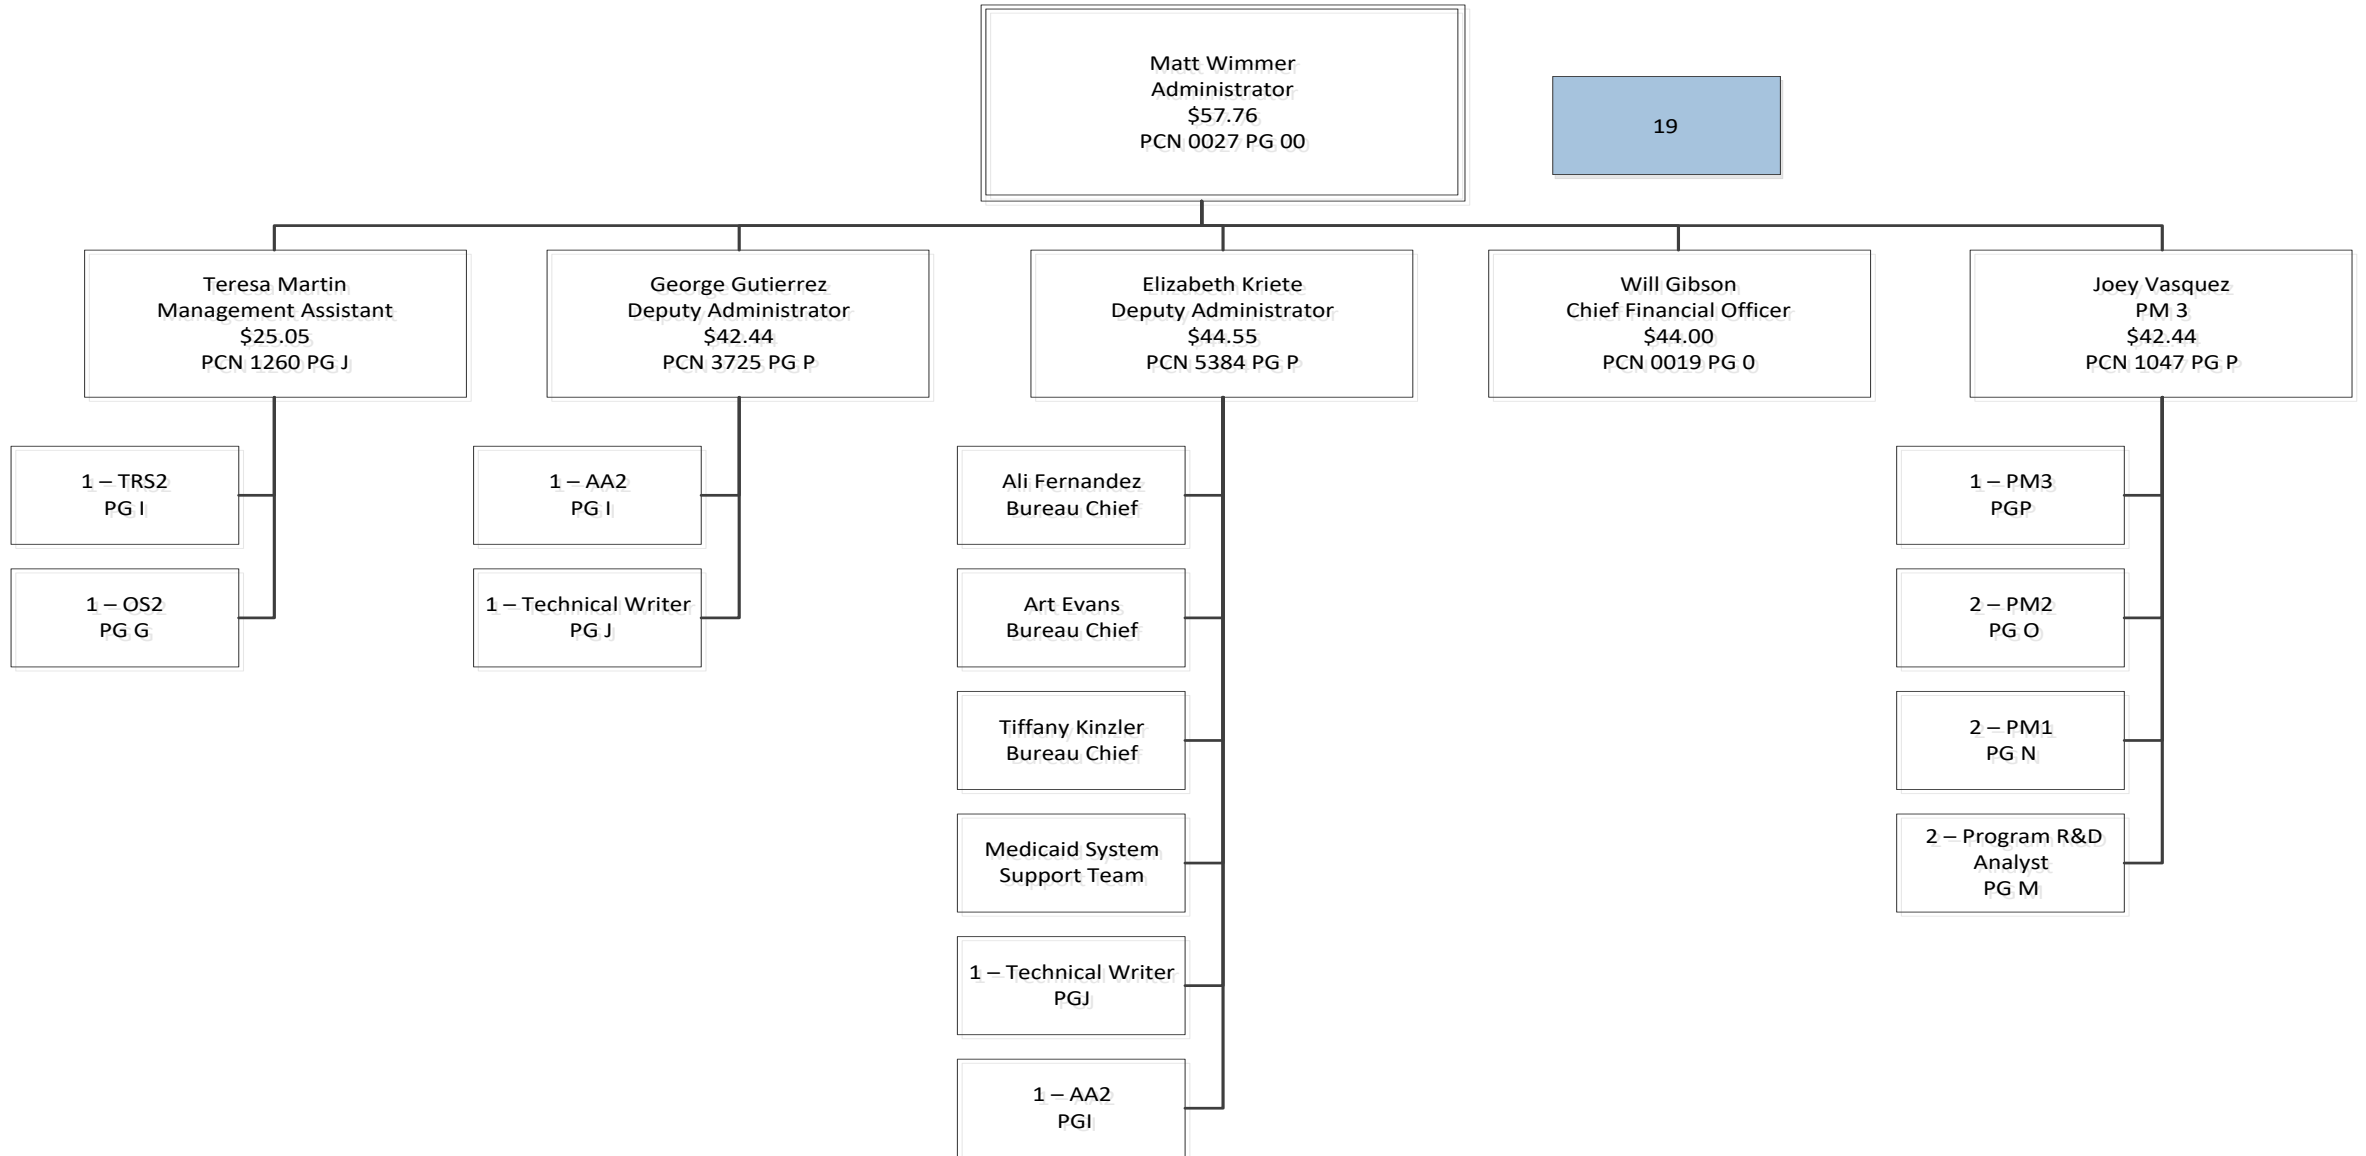 Matt Wimmer
Administrator
$57.76
PCN 0027 PG 00
19
Teresa Martin
Management Assistant
$25.05
PCN 1260 PG J
George Gutierrez
Deputy Administrator
$42.44
PCN 3725 PG P
Elizabeth Kriete
Deputy Administrator
$44.55
PCN 5384 PG P
Will Gibson
Chief Financial Officer
$44.00
PCN 0019 PG 0
Joey Vasquez
PM 3
$42.44
PCN 1047 PG P
1 – TRS2
PG I
1 – OS2
PG G
1 – AA2
PG I
1 – Technical Writer
PG J
Ali Fernandez
Bureau Chief
Art Evans
Bureau Chief
Tiffany Kinzler
Bureau Chief
Medicaid System
Support Team
1 – Technical Writer
PGJ
1 – AA2
PGI
1 – PM3
PGP
2 – PM2
PG O
2 – PM1
PG N
2 – Program R&D
Analyst
PG M